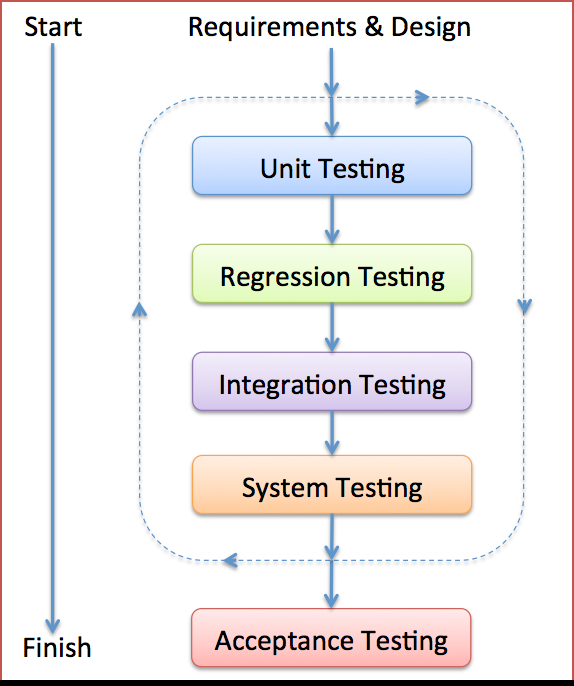 Start
Requirements & Design
Unit Testing
Regression Testing
Integration Testing
System Testing
Finish
Acceptance Testing